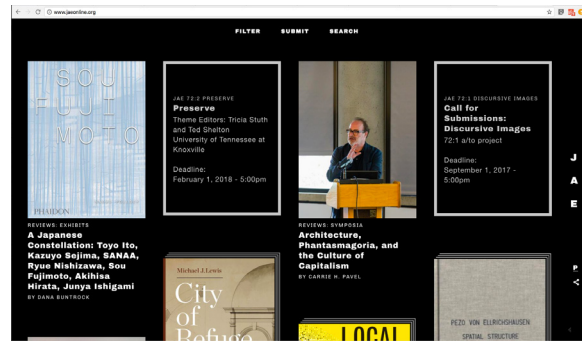 www.jaeonline.org
FILTER SUBMIT SEARCH
SOU
FUJI
MOTO
PHAIDON
REVIEWS: EXHIBITS
A Japanese
Constellation: Toyo Ito,
Kazuyo Sejima, SANAA,
Ryue Nishizawa, Sou
Fujimoto, Akihisa
Hirata, Junya Ishigami
BY DANA BUNTROCK
JAE 72:2 PRESERVE
Preserve
Theme Editors: Tricia Stuth
and Ted Shelton
University of Tennessee at
Knoxville
Deadline:
February 1, 2018 - 5:00pm
Michael J. Lewis
City
of
Refuge
REVIEWS: SYMPOSIA
Architecture,
Phantasmagoria, and
the Culture of
Capitalism
BY CARRIE H. PAVEL
LOCAL
JAE 72:1 DISCURSIVE IMAGES
Call for
Submissions:
Discursive Images
72:1 a/to project
Deadline:
September 1, 2017 -
5:00pm
PEZO VON ELLRICHSHAUSEN
SPATIAL STRUCTURE
J
A
E
P